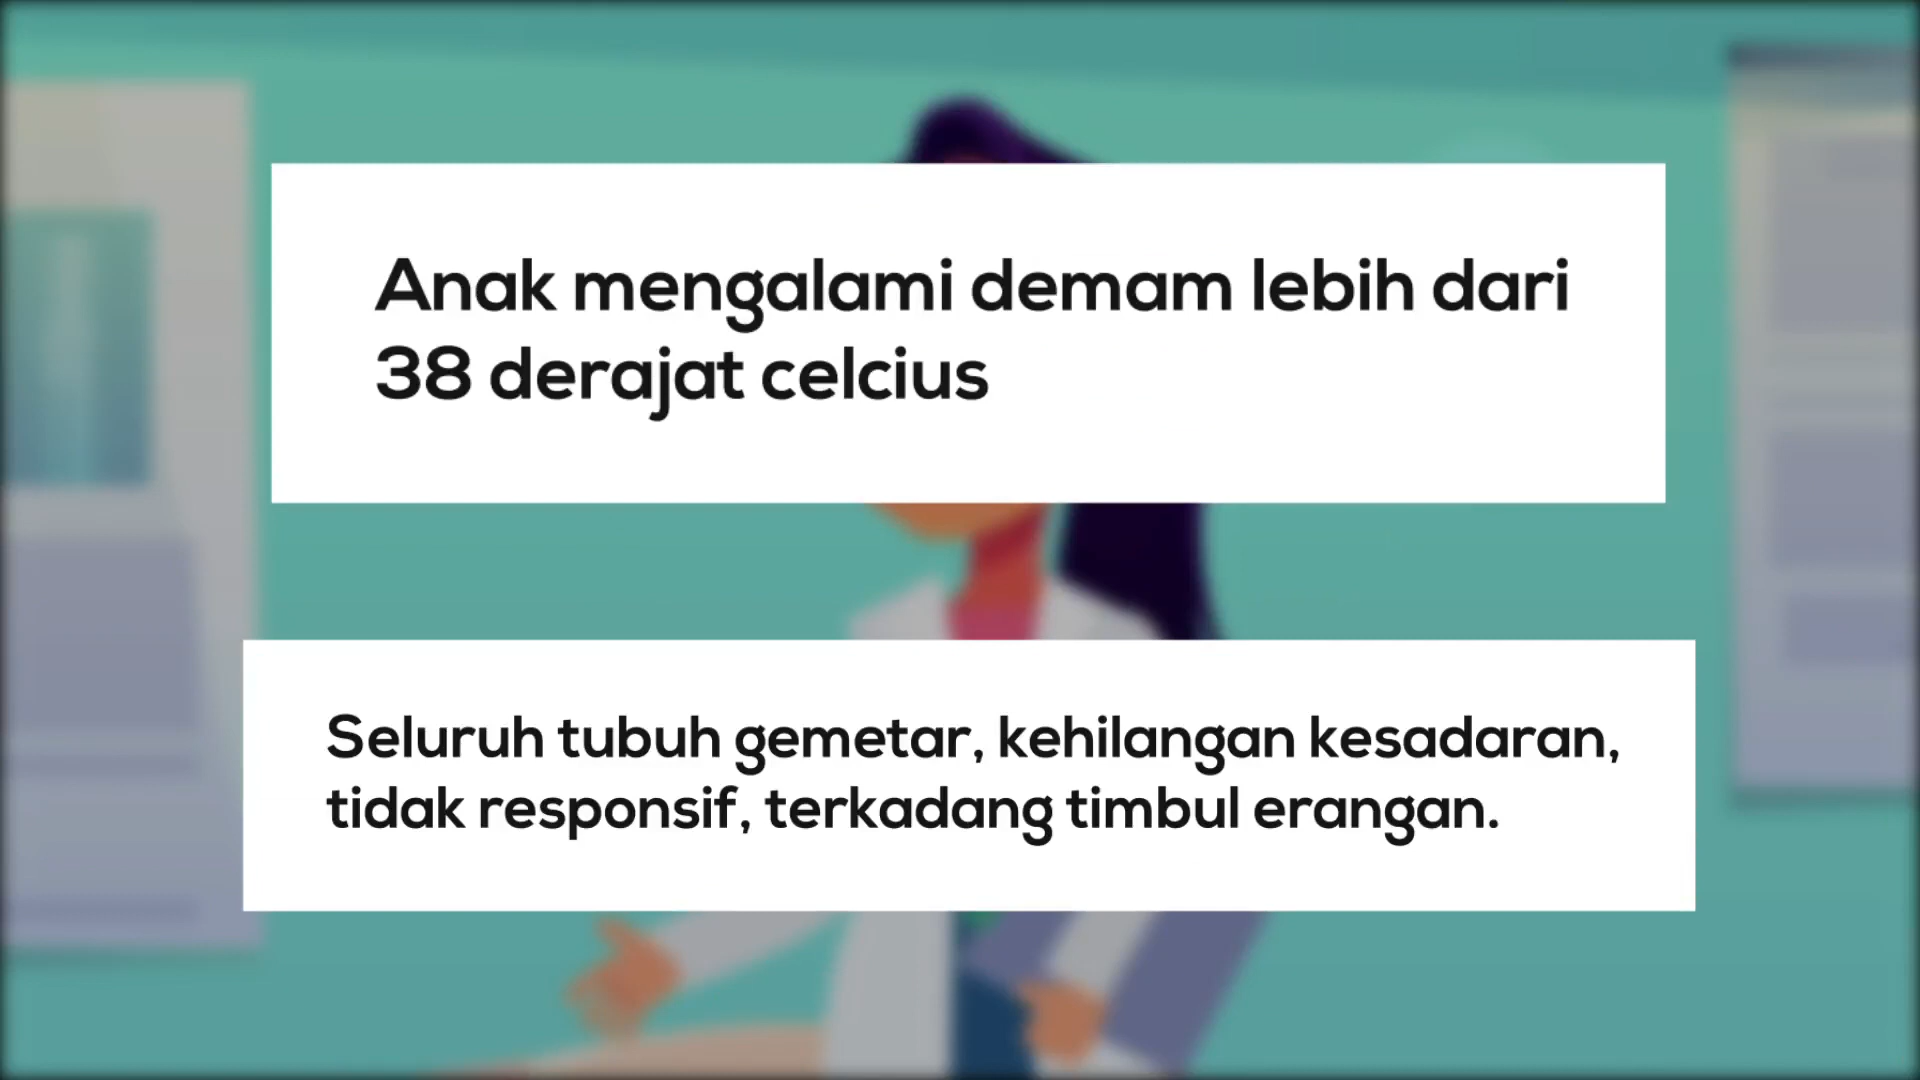 Anak mengalami demam lebih dari
38 derajat celcius
Seluruh tubuh gemetar, kehilangan kesadaran,
tidak responsif, terkadang timbul erangan.